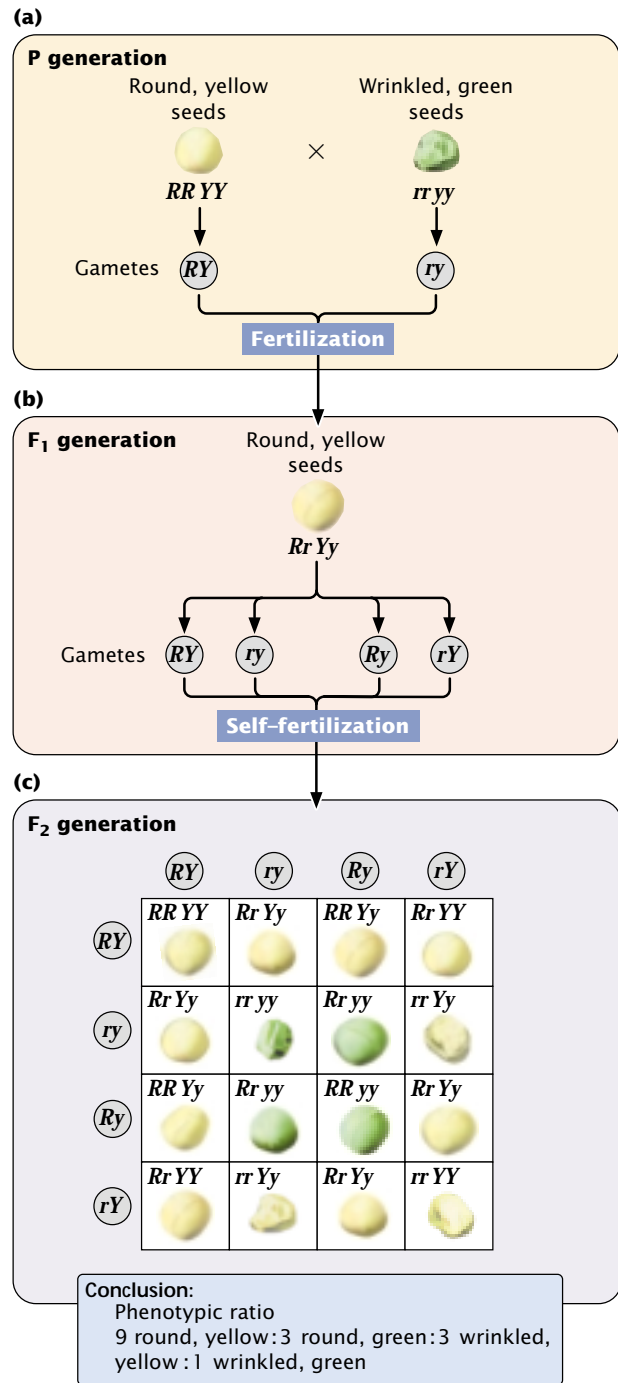 (a)
P generation
Round, yellow
seeds
Wrinkled, green
seeds
×
RR YY
rr yy
Gametes
RY
ry
Fertilization
(b)
F1 generation
Round, yellow
seeds
Rr Yy
Gametes
RY
ry
Ry
rY
Self–fertilization
(c)
F2 generation
RY
ry
Ry
rY
RY
RR YY
Rr Yy
RR Yy
Rr YY
ry
Rr Yy
rr yy
Rr yy
rr Yy
Ry
RR Yy
Rr yy
RR yy
Rr Yy
rY
Rr YY
rr Yy
Rr Yy
rr YY
Conclusion:
Phenotypic ratio
9 round, yellow:3 round, green:3 wrinkled,
yellow:1 wrinkled, green